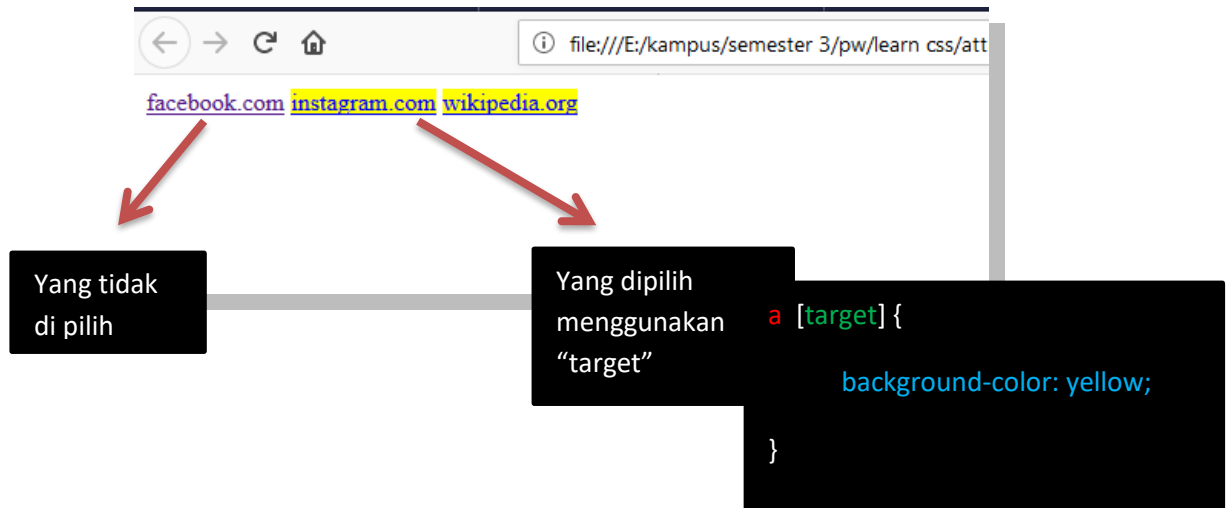 file:///E:/kampus/semester 3/pw/learn css/att
facebook.com instagram.com wikipedia.org
Yang tidak
di pilih
Yang dipilih
menggunakan
“target”
a [target] {
background-color: yellow;
}